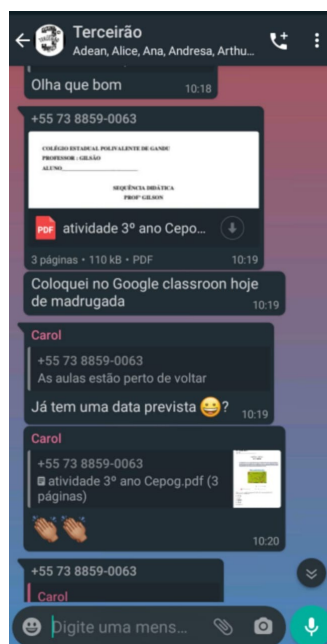 Terceirão
Adean, Alice, Ana, Andresa, Arthu...
Olha que bom
10:18
+55 73 8859-0063
COLÉGIO ESTADUAL POLIVALENTE DE GANDU
PROFESSOR : GILSÃO
ALUNO
SEQUÊNCIA DIDÁTICA
PROFº GILSON
PDF
atividade 3º ano Cepo...
3 páginas • 110 kB • PDF
10:19
Coloquei no Google classroon hoje
de madrugada
10:19
Carol
+55 73 8859-0063
As aulas estão perto de voltar
Já tem uma data prevista 😀?
10:19
Carol
+55 73 8859-0063
atividade 3º ano Cepog.pdf (3
páginas)
👏🏽👏🏽
10:20
+55 73 8859-0063
Carol
Digite uma mens...